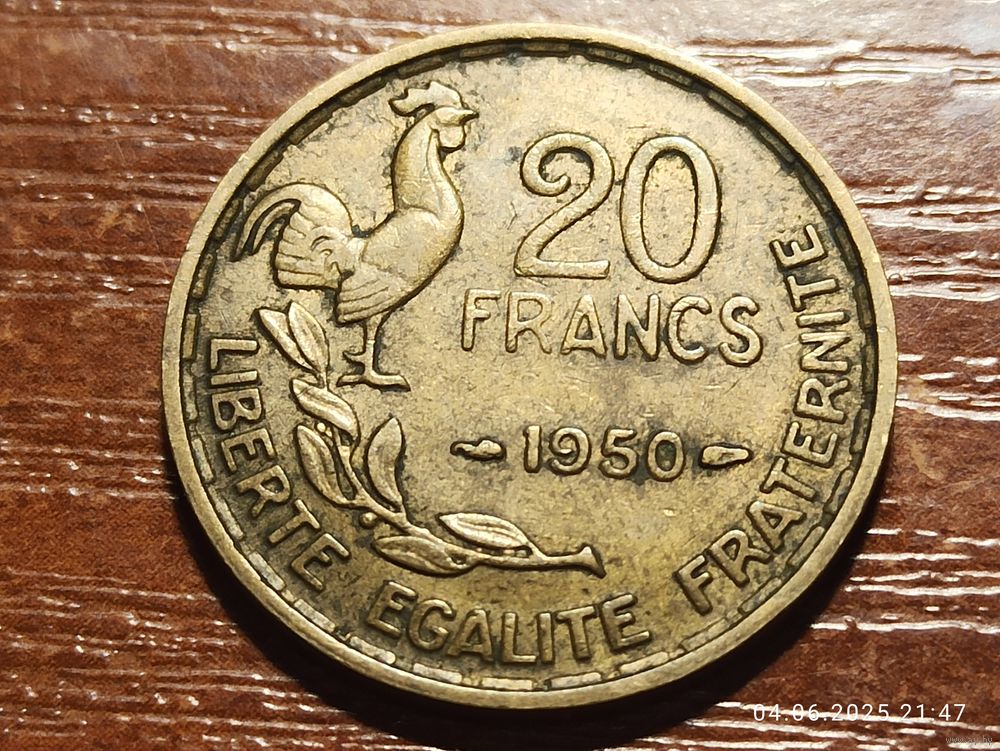 20
FRANCS
1950
LIBERTE EGALITE FRATERNITE
04.06.2025 21:47